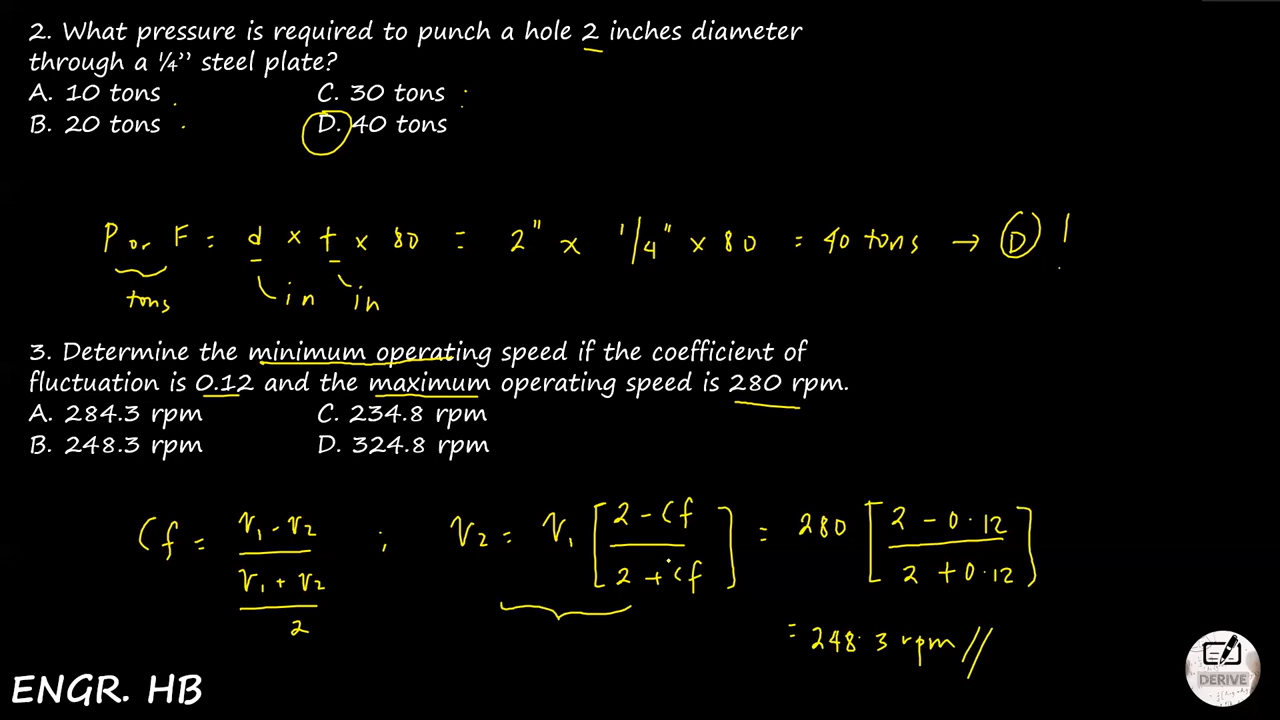 2. What pressure is required to punch a hole 2 inches diameter
through a ¼” steel plate?
A. 10 tons C. 30 tons
B. 20 tons D. 40 tons
P or F = d x t x 80 = 2" x 1/4" x 80 = 40 tons → D !
tons in in
3. Determine the minimum operating speed if the coefficient of
fluctuation is 0.12 and the maximum operating speed is 280 rpm.
A. 284.3 rpm C. 234.8 rpm
B. 248.3 rpm D. 324.8 rpm
Cf = (V1 - V2) / ((V1 + V2) / 2) ; V2 = V1 [(2 - Cf) / (2 + Cf)] = 280 [(2 - 0.12) / (2 + 0.12)]
= 248.3 rpm //
ENGR. HB
DERIVE